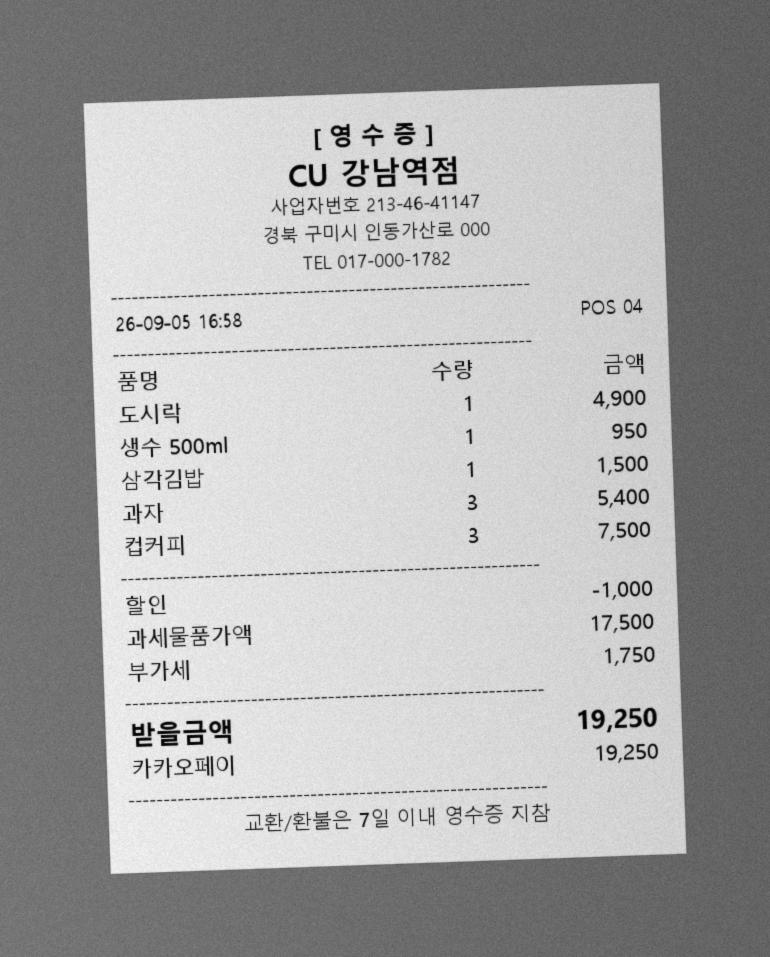 [ 영 수 증 ]
CU 강남역점
사업자번호 213-46-41147
경북 구미시 인동가산로 000
TEL 017-000-1782
26-09-05 16:58 POS 04
품명 수량 금액
도시락 1 4,900
생수 500ml 1 950
삼각김밥 1 1,500
과자 3 5,400
컵커피 3 7,500
할인 -1,000
과세물품가액 17,500
부가세 1,750
받을금액 19,250
카카오페이 19,250
교환/환불은 7일 이내 영수증 지참